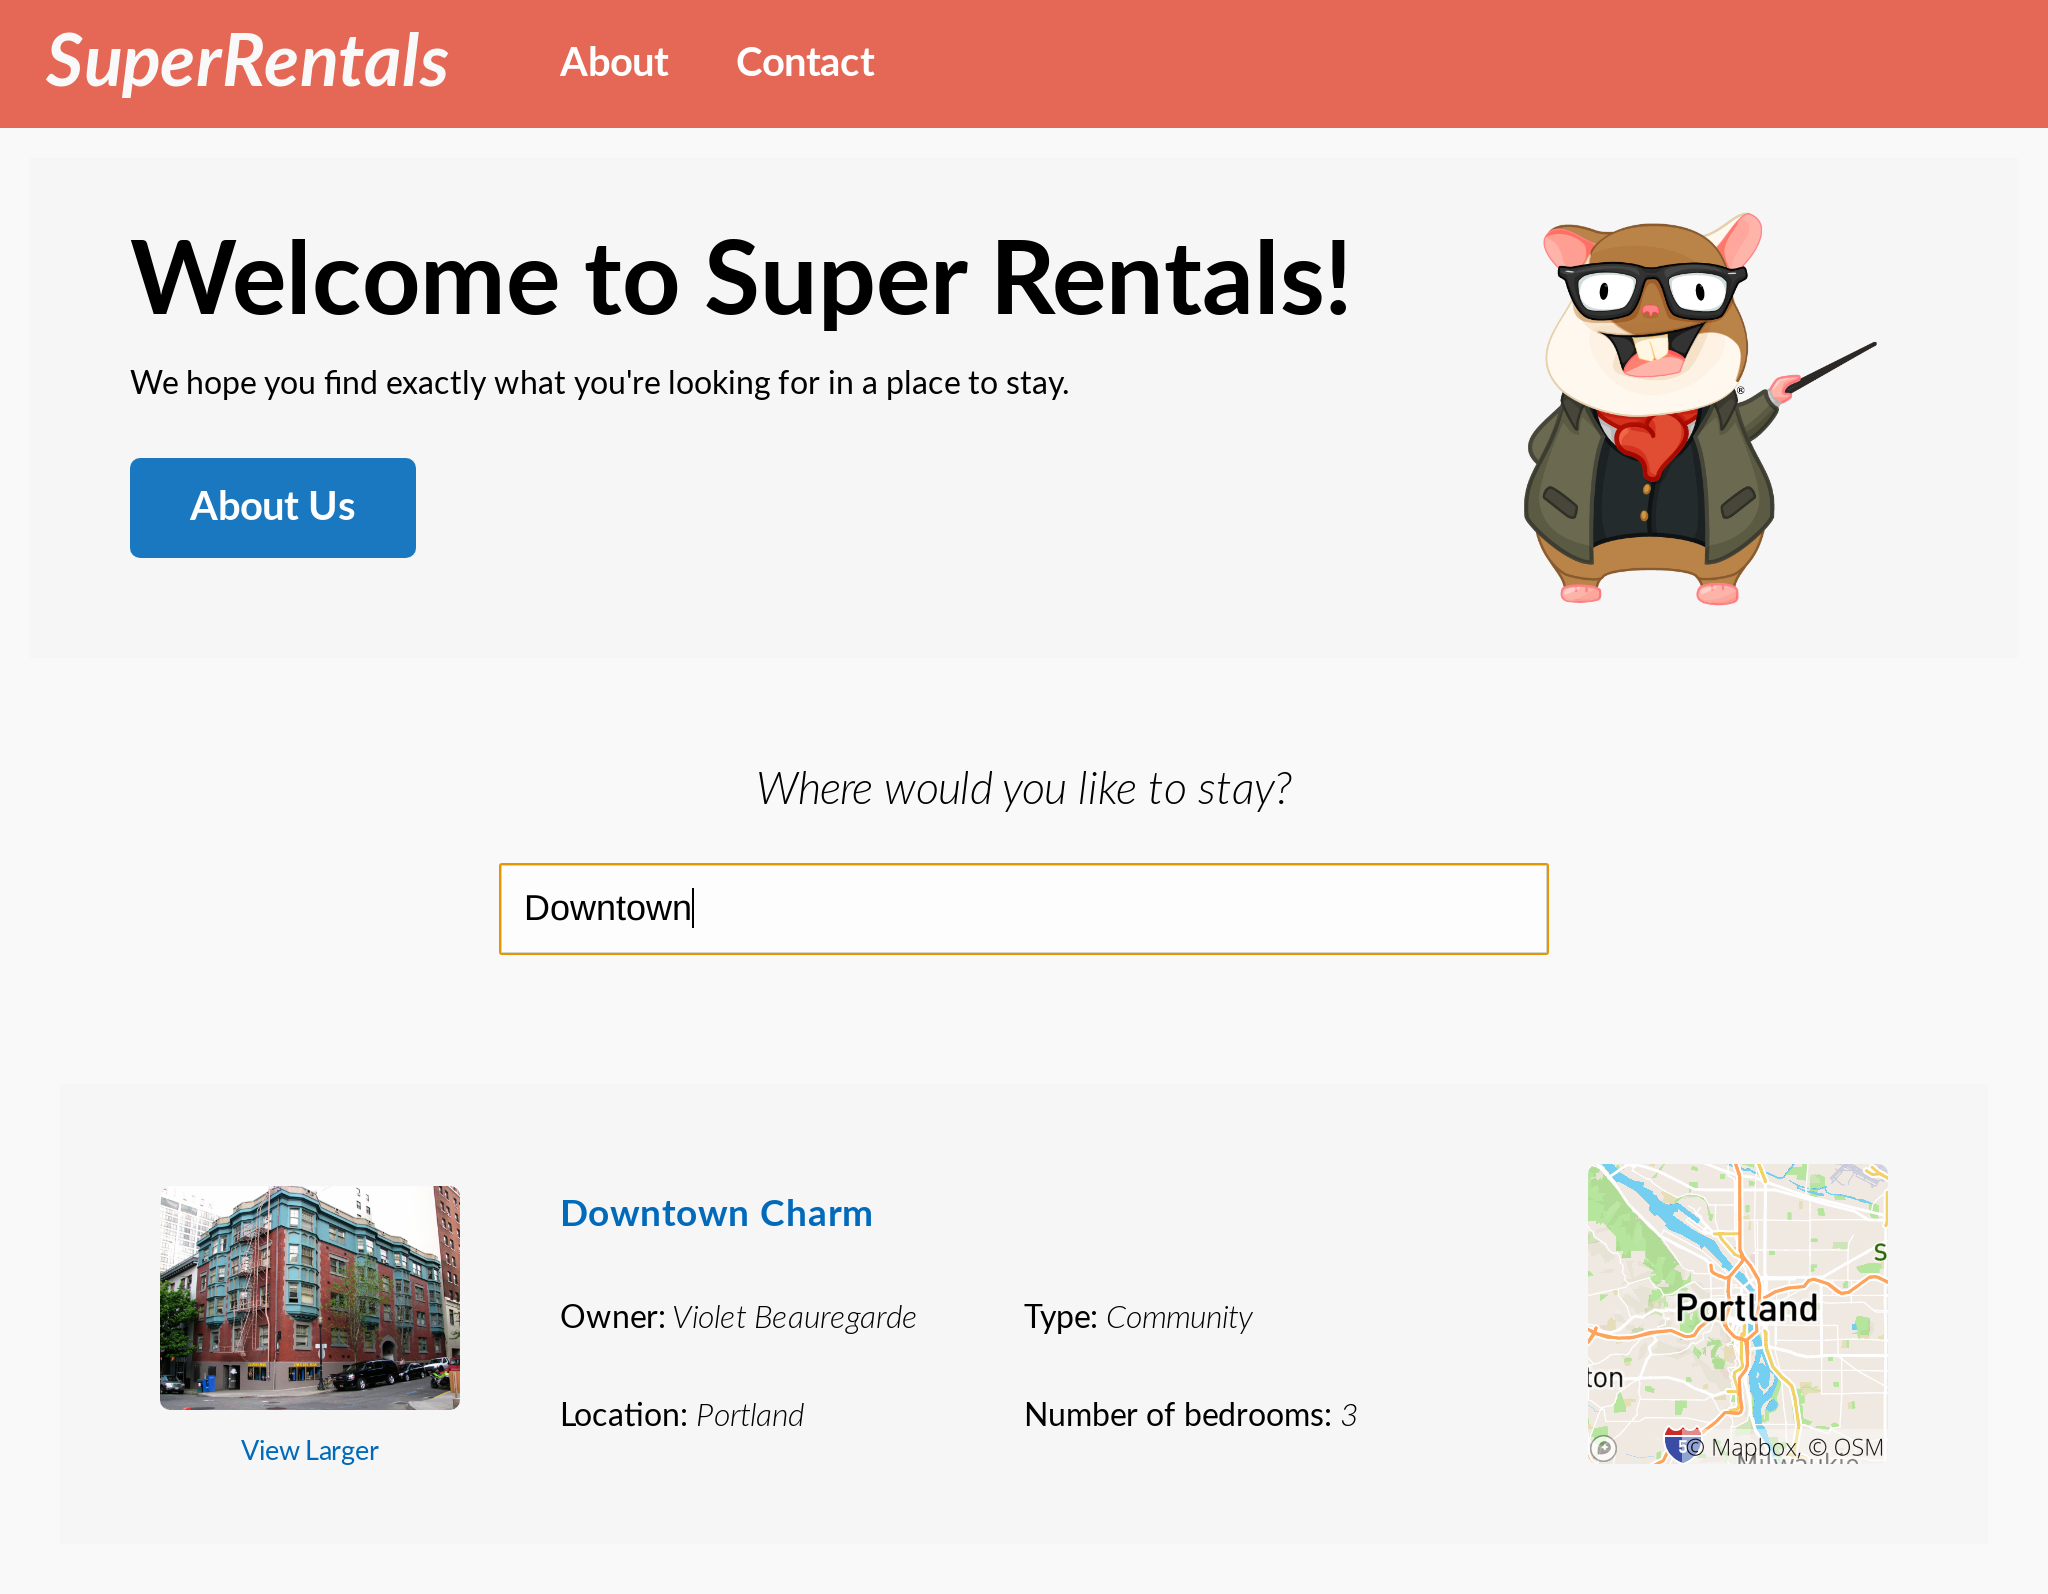 SuperRentals About Contact
Welcome to Super Rentals!
We hope you find exactly what you're looking for in a place to stay.
®
About Us
Where would you like to stay?
Downtown
Downtown Charm
Owner: Violet Beauregarde Type: Community
Location: Portland Number of bedrooms: 3
View Larger
S
Portland
ton
5
© Mapbox, © OSM
Milwaukie